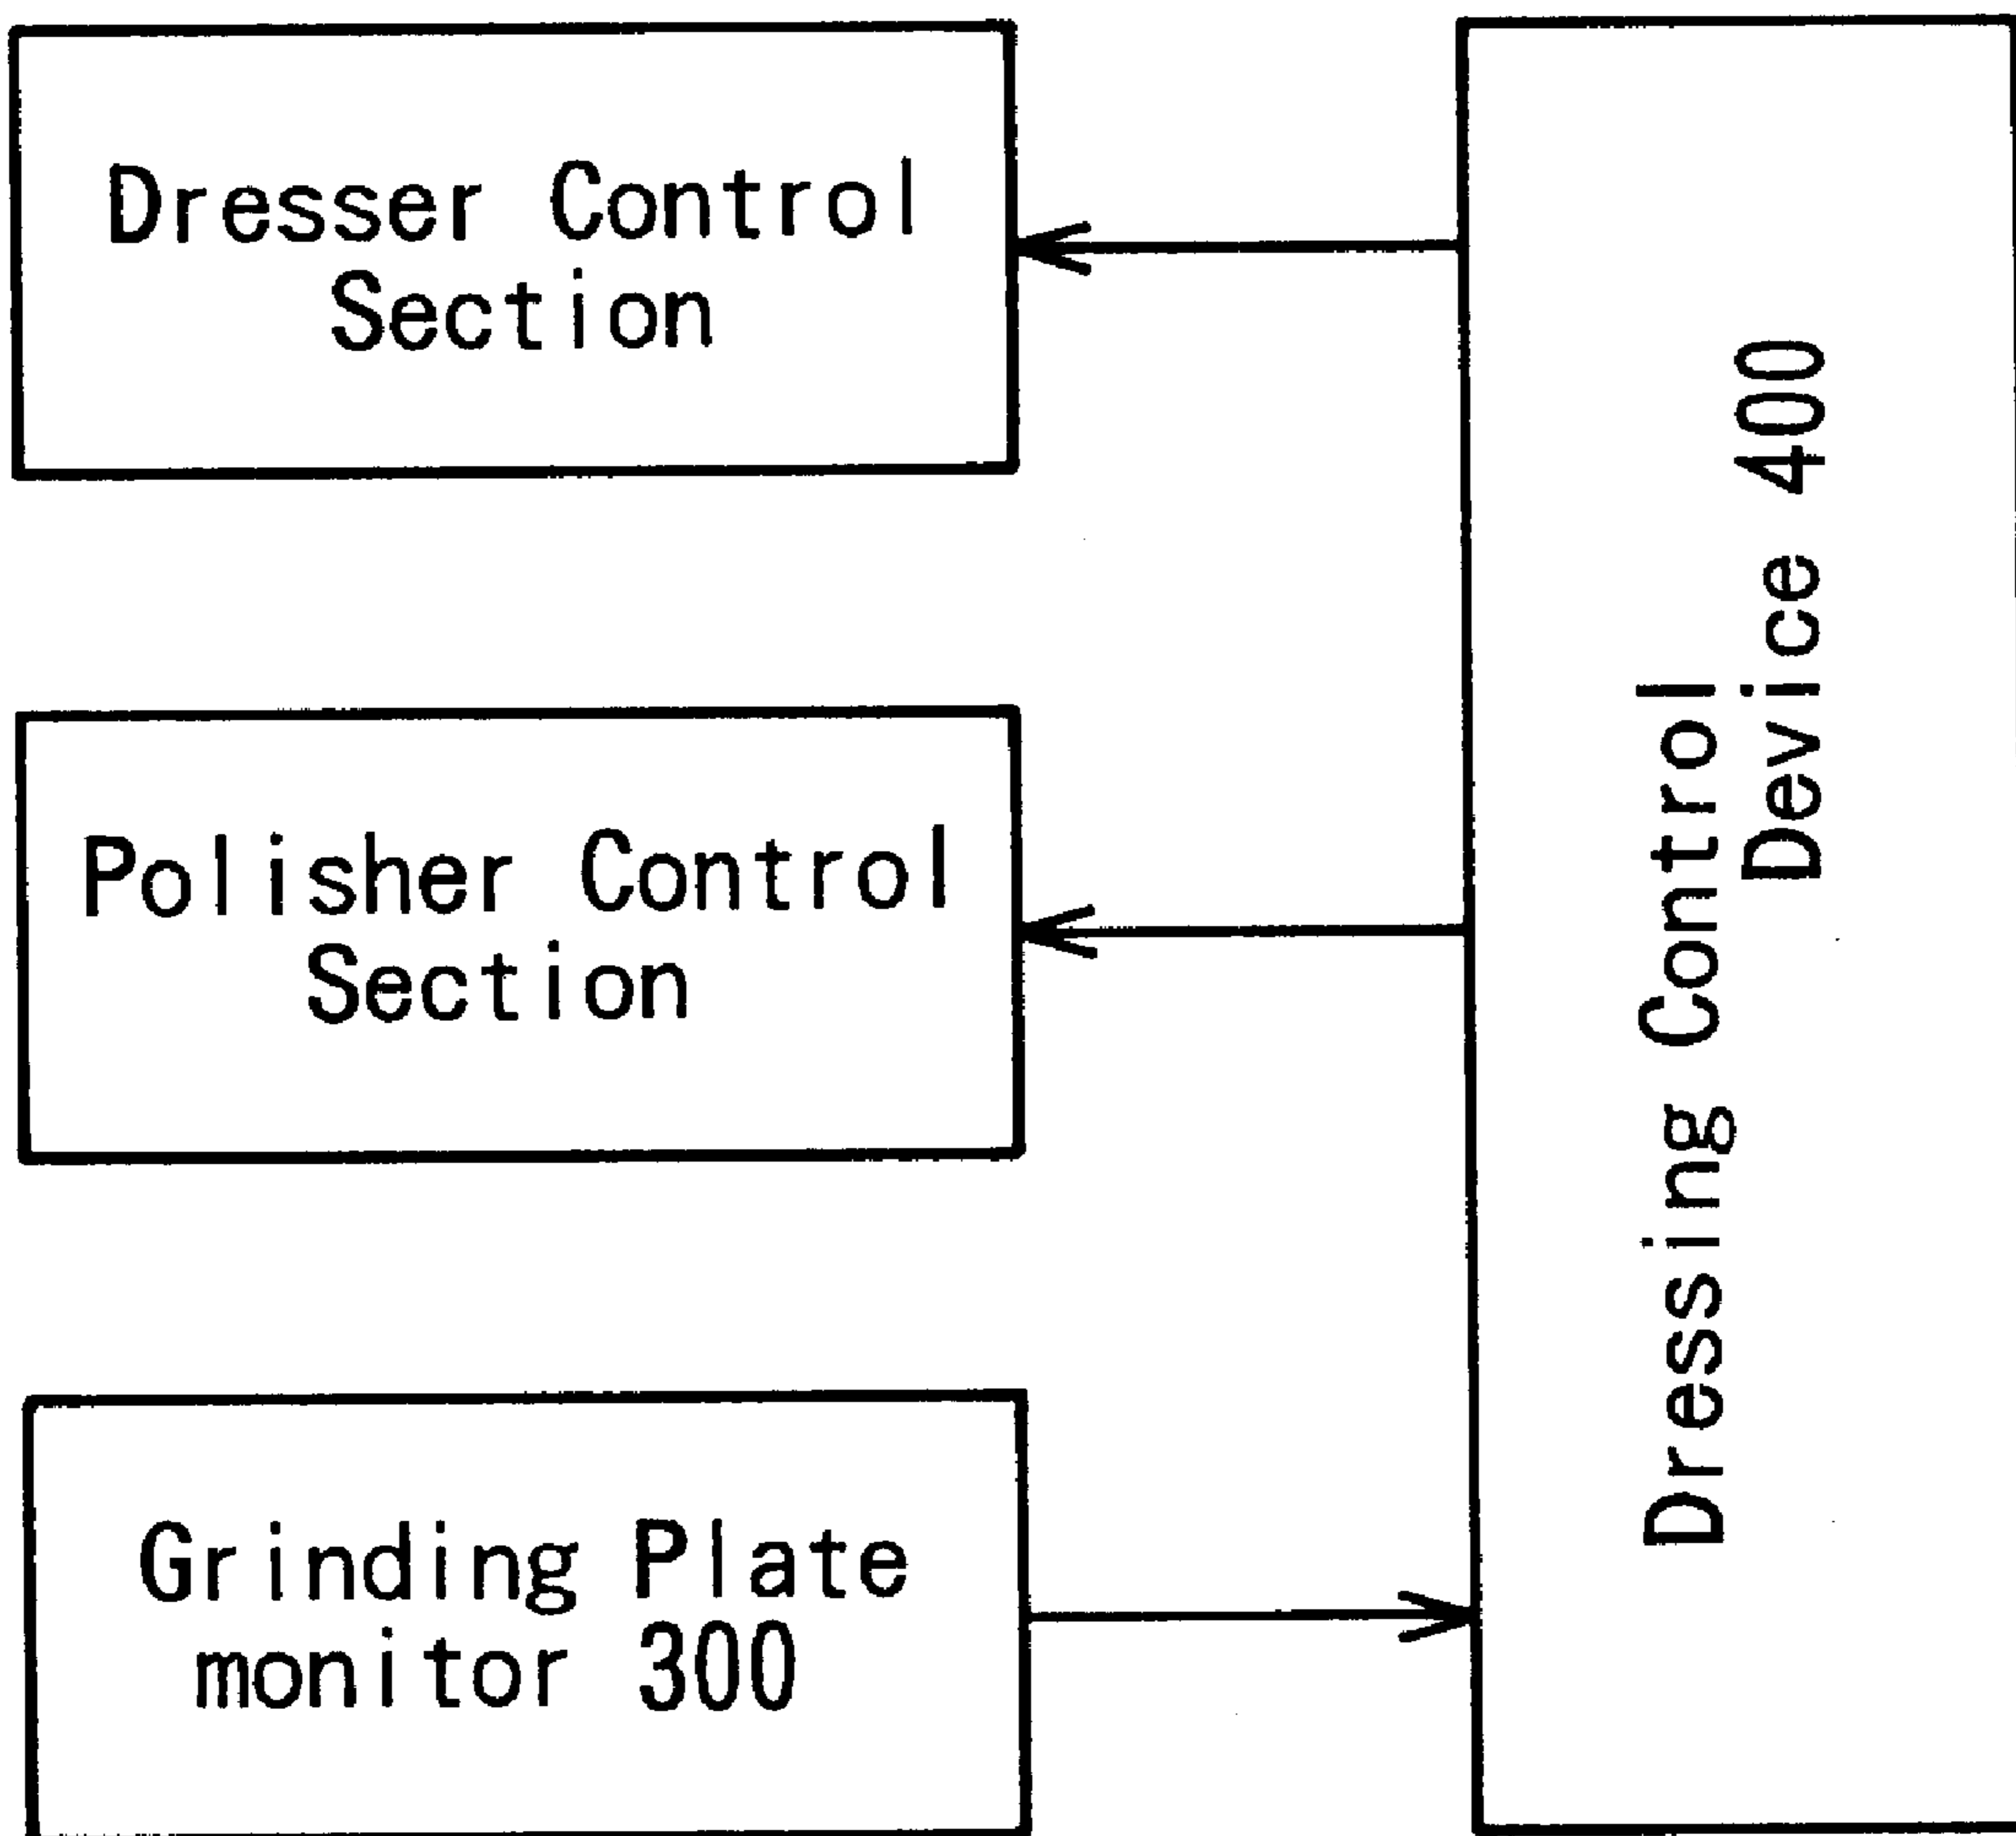 Dresser Control
Section
Polisher Control
Section
Grinding Plate
monitor 300
Dressing Control
Device 400